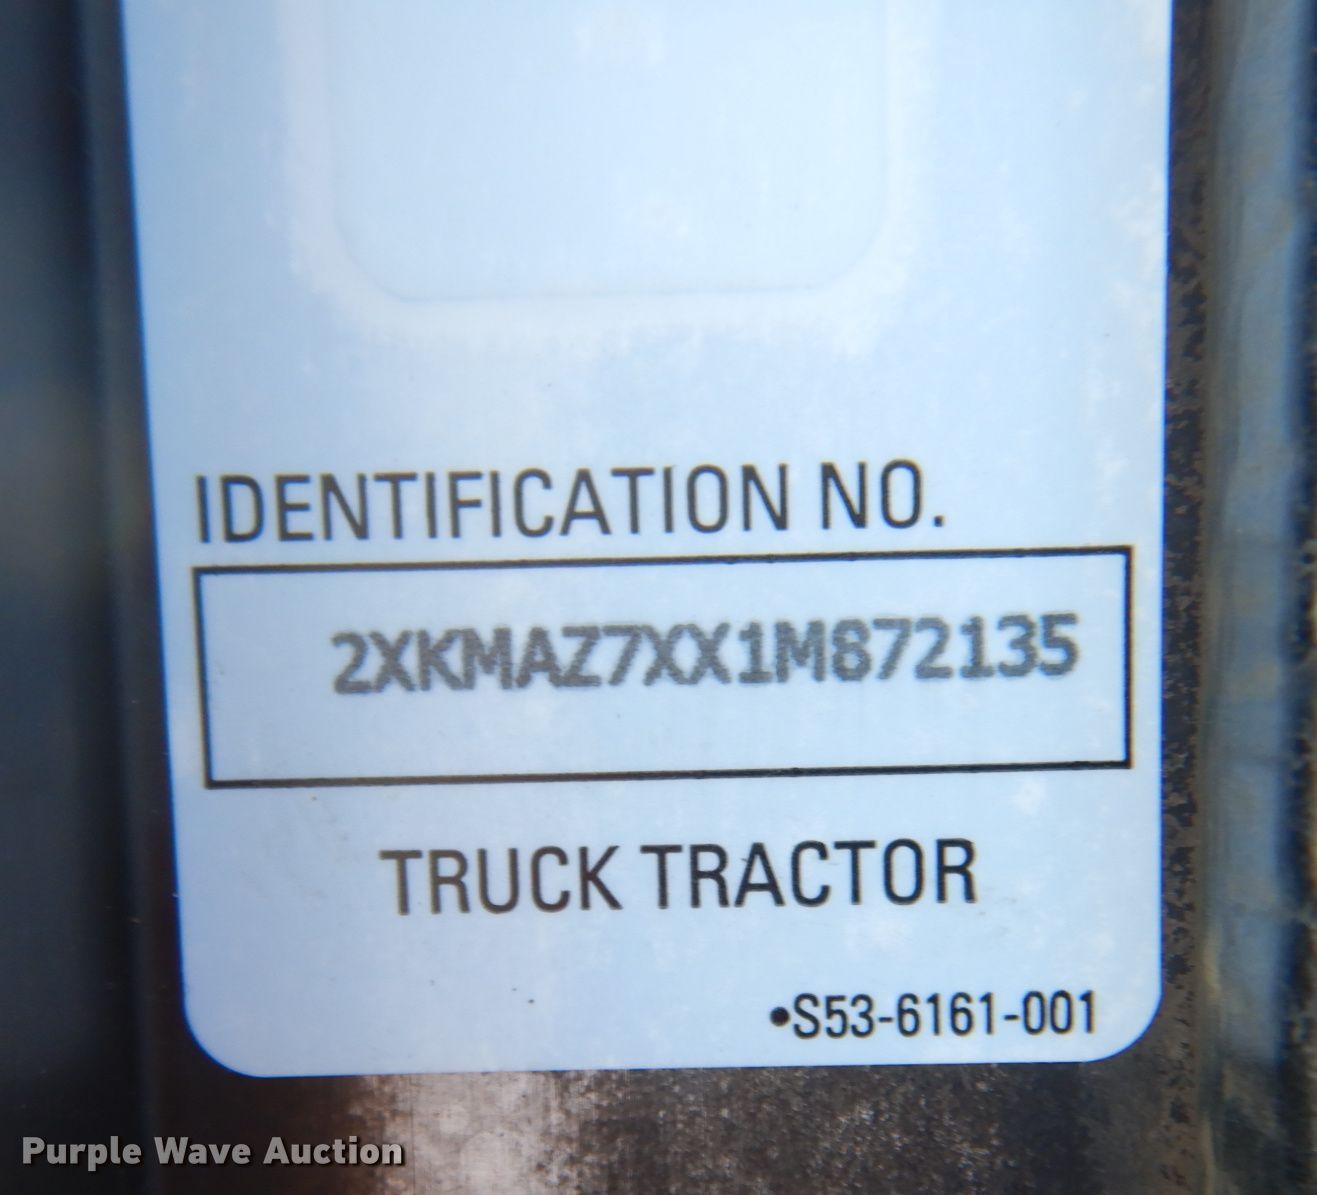 IDENTIFICATION NO.
2XKMAZ7XX1M872135
TRUCK TRACTOR
•S53-6161-001
Purple Wave Auction